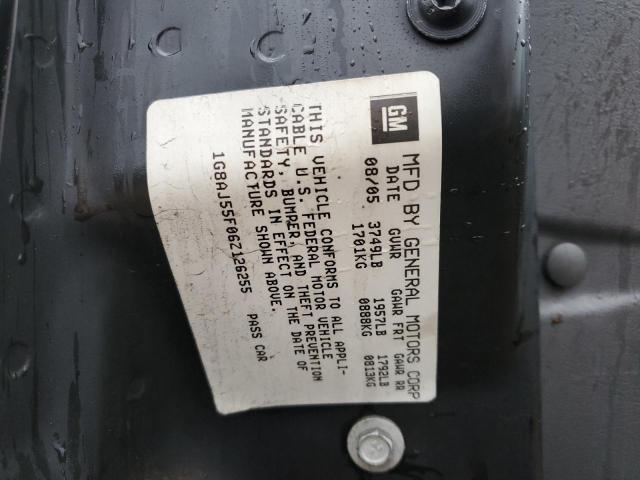 GM
MFD BY GENERAL MOTORS CORP
DATE GVWR GAWR FRT GAWR RR
08/05 3749LB 1957LB 1792LB
1701KG 0888KG 0813KG
THIS VEHICLE CONFORMS TO ALL APPLI-
CABLE U.S. FEDERAL MOTOR VEHICLE
SAFETY, BUMPER, AND THEFT PREVENTION
STANDARDS IN EFFECT ON THE DATE OF
MANUFACTURE SHOWN ABOVE.
1G8AJ55F06Z126255 PASS CAR